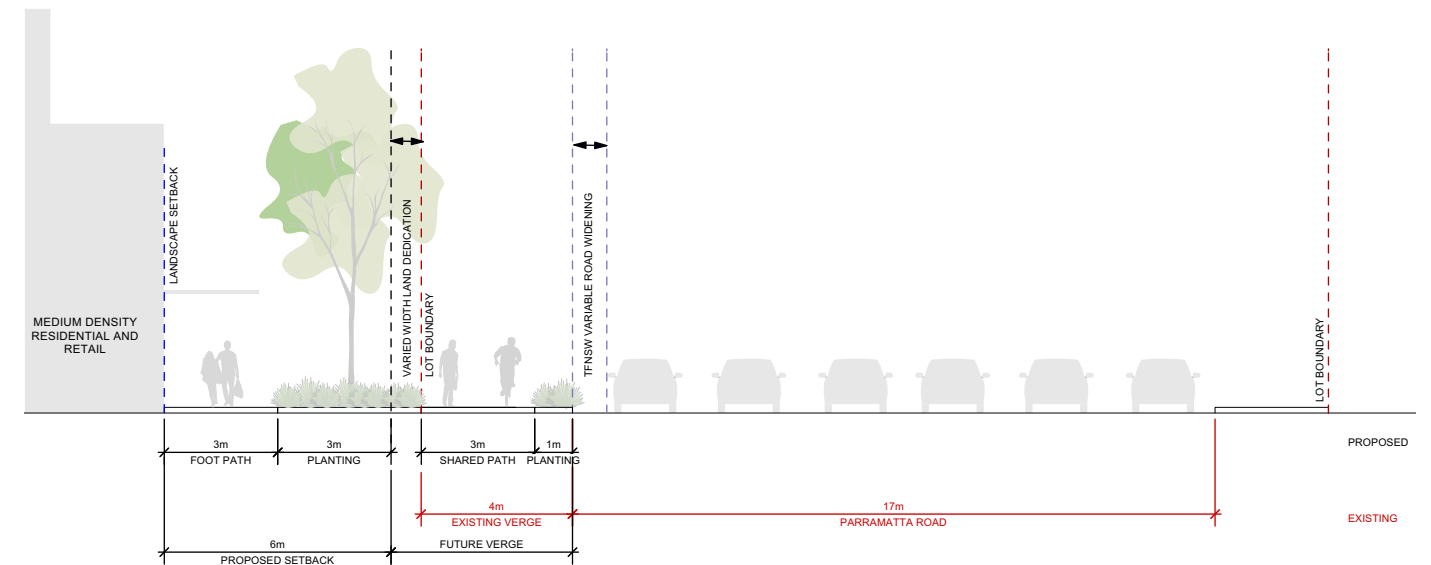 LANDSCAPE SETBACK
VARIED WIDTH LAND DEDICATION
LOT BOUNDARY
TFNSW VARIABLE ROAD WIDENING
LOT BOUNDARY
MEDIUM DENSITY
RESIDENTIAL AND
RETAIL
3m
FOOT PATH
3m
PLANTING
3m
SHARED PATH
1m
PLANTING
PROPOSED
4m
EXISTING VERGE
17m
PARRAMATTA ROAD
EXISTING
6m
PROPOSED SETBACK
FUTURE VERGE